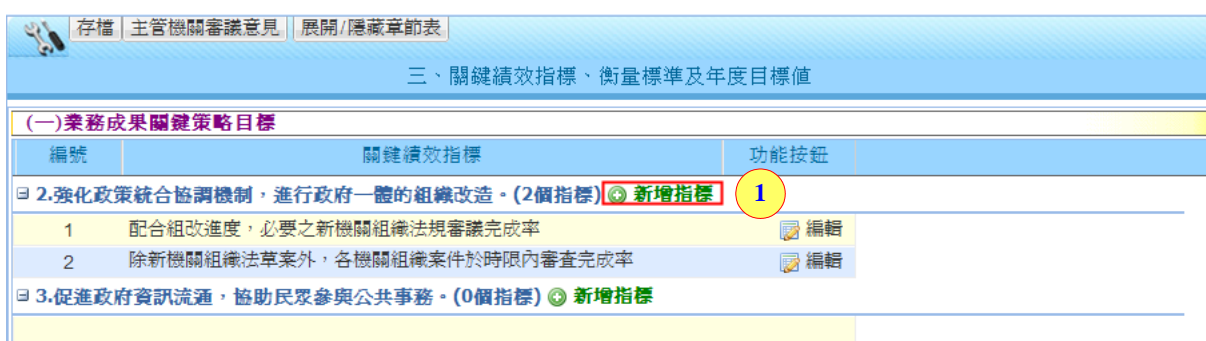 存檔 主管機關審議意見 展開/隱藏章節表
三、關鍵績效指標、衡量標準及年度目標值
(一)業務成果關鍵策略目標
編號 關鍵績效指標 功能按鈕
2.強化政策統合協調機制，進行政府一體的組織改造。(2個指標) 新增指標 1
1 配合組改進度，必要之新機關組織法規審議完成率 編輯
2 除新機關組織法草案外，各機關組織案件於時限內審查完成率 編輯
3.促進政府資訊流通，協助民眾參與公共事務。(0個指標) 新增指標